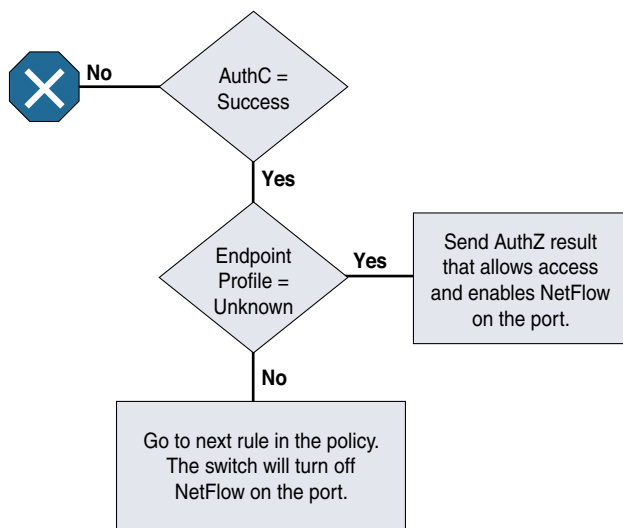 No
AuthC =
Success
Yes
Endpoint
Profile =
Unknown
Yes
Send AuthZ result
that allows access
and enables NetFlow
on the port.
No
Go to next rule in the policy.
The switch will turn off
NetFlow on the port.